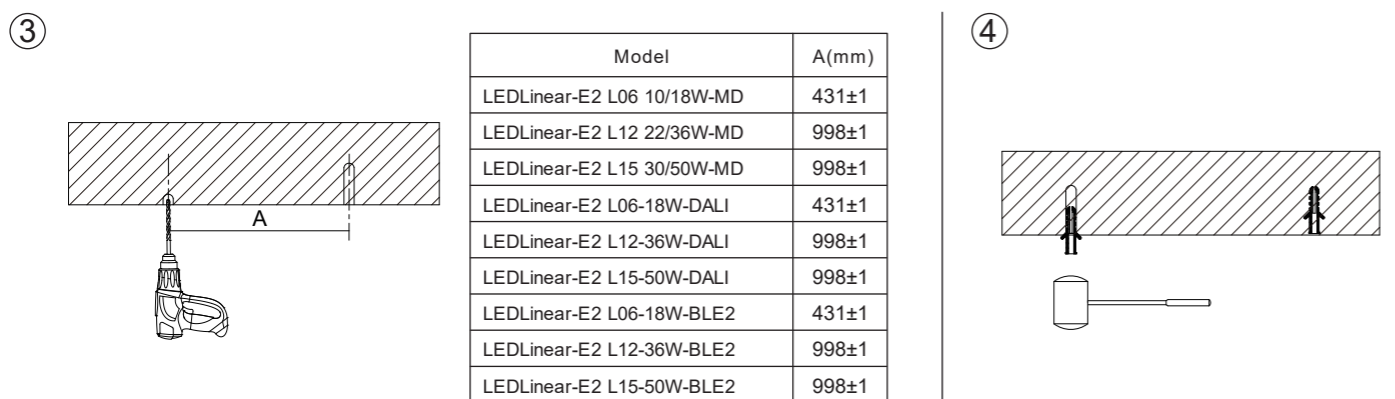 ③
A
Model A(mm)
LEDLinear-E2 L06 10/18W-MD 431±1
LEDLinear-E2 L12 22/36W-MD 998±1
LEDLinear-E2 L15 30/50W-MD 998±1
LEDLinear-E2 L06-18W-DALI 431±1
LEDLinear-E2 L12-36W-DALI 998±1
LEDLinear-E2 L15-50W-DALI 998±1
LEDLinear-E2 L06-18W-BLE2 431±1
LEDLinear-E2 L12-36W-BLE2 998±1
LEDLinear-E2 L15-50W-BLE2 998±1
④